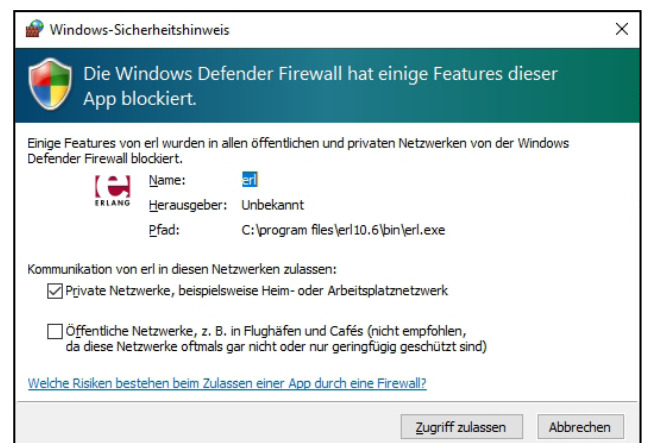 Windows-Sicherheitshinweis
Die Windows Defender Firewall hat einige Features dieser
App blockiert.
Einige Features von erl wurden in allen öffentlichen und privaten Netzwerken von der Windows
Defender Firewall blockiert.
ERLANG
Name: erl
Herausgeber: Unbekannt
Pfad: C:\program files\erl10.6\bin\erl.exe
Kommunikation von erl in diesen Netzwerken zulassen:
Private Netzwerke, beispielsweise Heim- oder Arbeitsplatznetzwerk
Öffentliche Netzwerke, z. B. in Flughäfen und Cafés (nicht empfohlen,
da diese Netzwerke oftmals gar nicht oder nur geringfügig geschützt sind)
Welche Risiken bestehen beim Zulassen einer App durch eine Firewall?
Zugriff zulassen Abbrechen